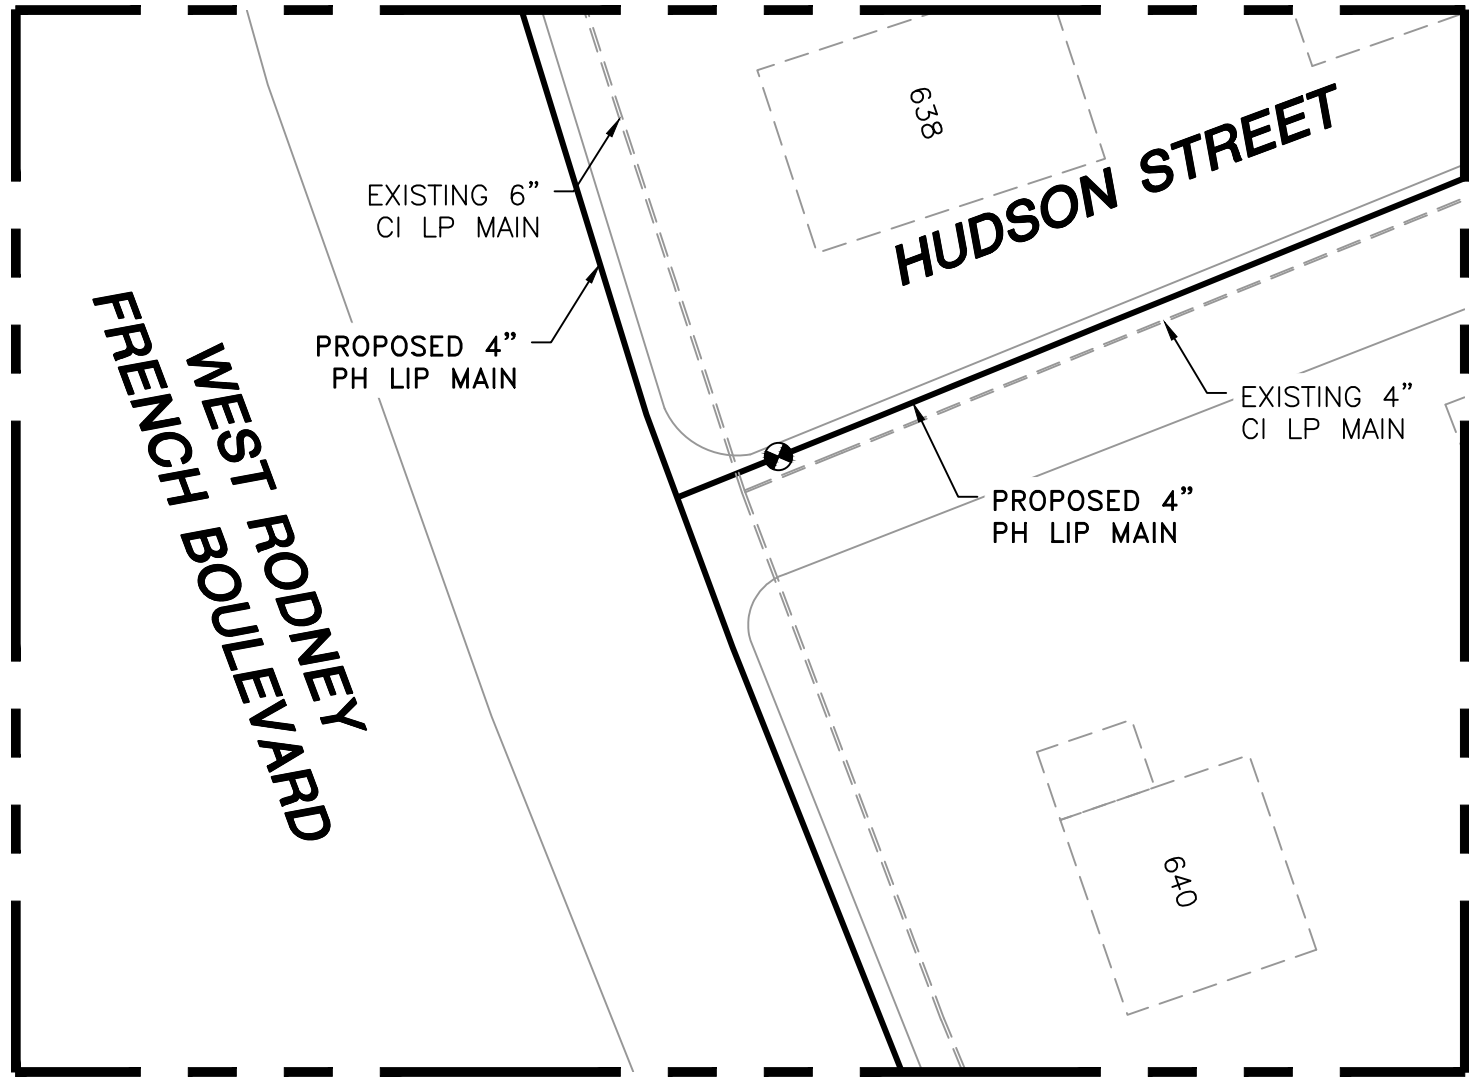 638
HUDSON STREET
EXISTING 6"
CI LP MAIN
PROPOSED 4"
PH LIP MAIN
WEST RODNEY
FRENCH BOULEVARD
EXISTING 4"
CI LP MAIN
PROPOSED 4"
PH LIP MAIN
640